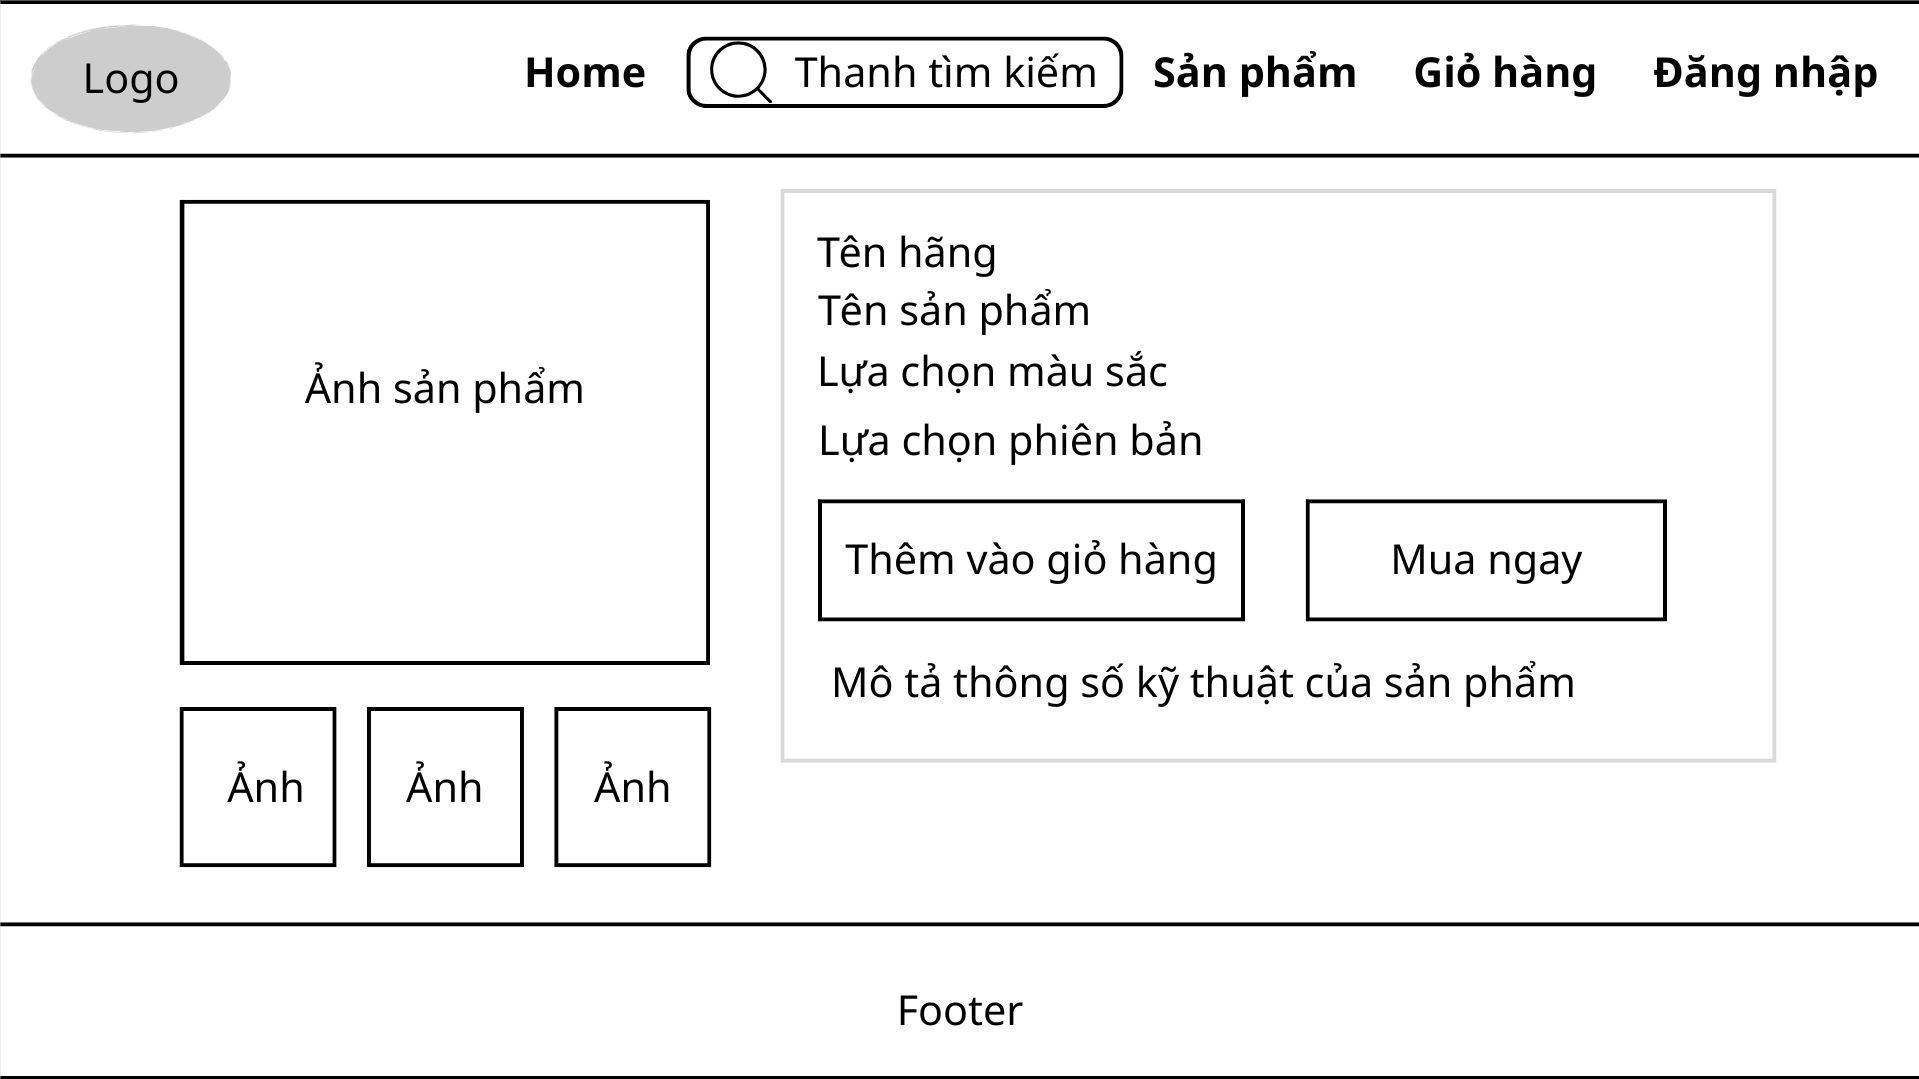 Logo
Home
Thanh tìm kiếm
Sản phẩm
Giỏ hàng
Đăng nhập
Ảnh sản phẩm
Tên hãng
Tên sản phẩm
Lựa chọn màu sắc
Lựa chọn phiên bản
Thêm vào giỏ hàng
Mua ngay
Mô tả thông số kỹ thuật của sản phẩm
Ảnh
Ảnh
Ảnh
Footer